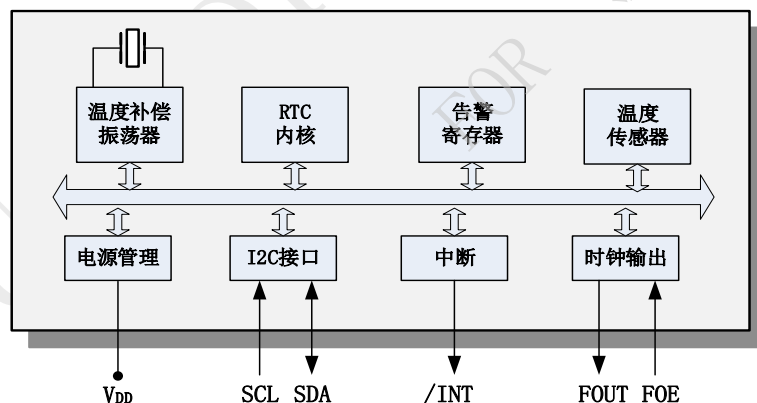 温度补偿
振荡器
RTC
内核
告警
寄存器
温度
传感器
电源管理
I2C接口
中断
时钟输出
VDD
SCL SDA
/INT
FOUT FOE
FOR